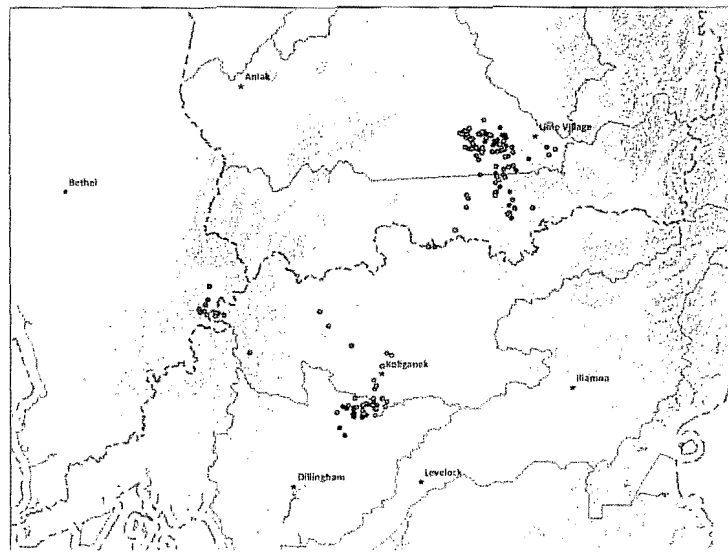 Aniak
Lime Village
Bethel
Koliganek
Iliamna
Dillingham
Levelock